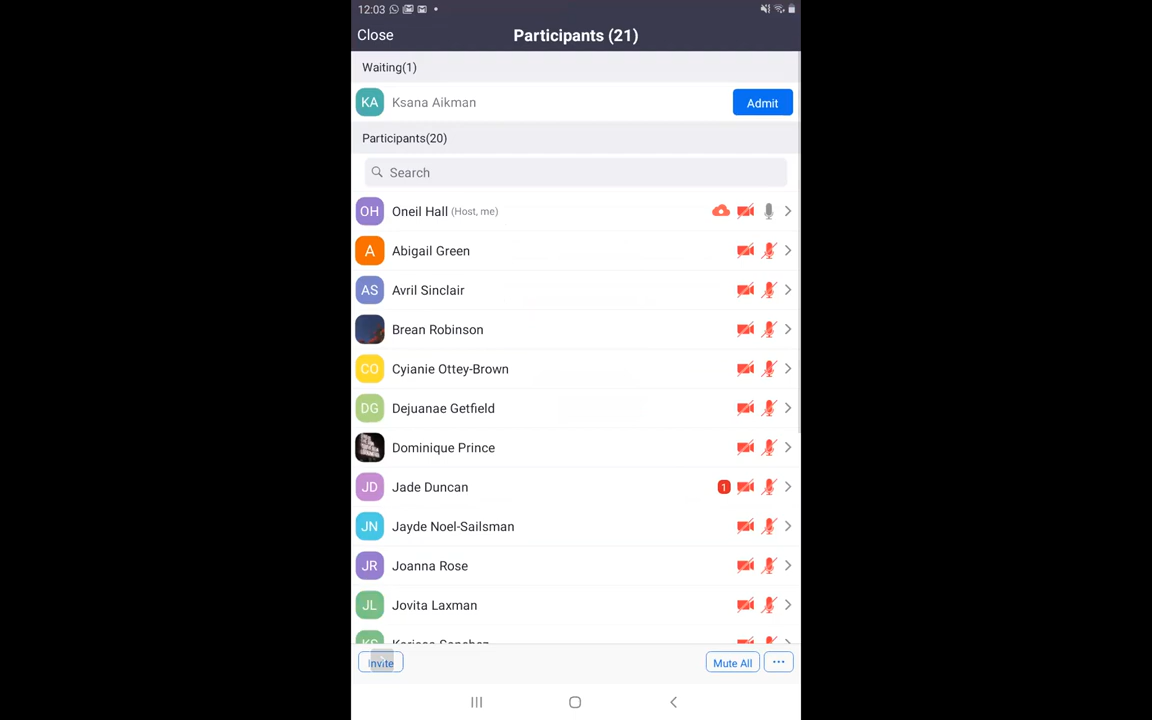 12:03
Close
Participants (21)
Waiting(1)
KA Ksana Aikman Admit
Participants(20)
Search
OH Oneil Hall (Host, me)
A Abigail Green
AS Avril Sinclair
Brean Robinson
CO Cyianie Ottey-Brown
DG Dejuanae Getfield
Dominique Prince
JD Jade Duncan 1
JN Jayde Noel-Sailsman
JR Joanna Rose
JL Jovita Laxman
KS
Invite Mute All ...